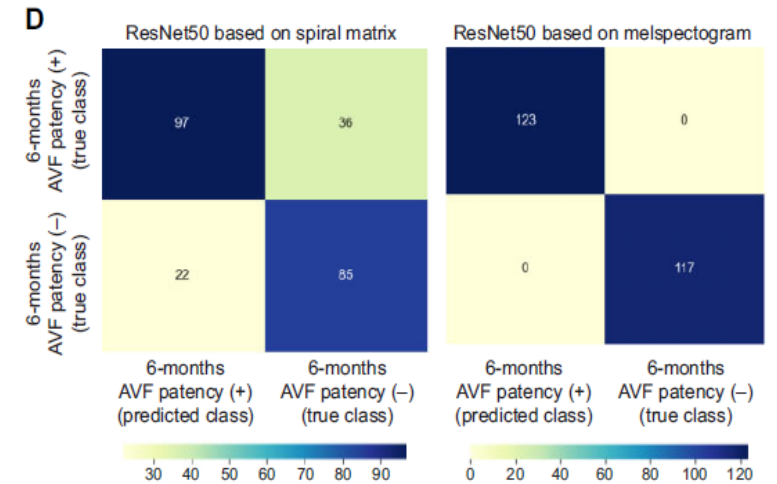 D
ResNet50 based on spiral matrix
ResNet50 based on melspectogram
6-months
AVF patency (+)
(true class)
97
36
123
0
6-months
AVF patency (–)
(true class)
22
85
0
117
6-months
AVF patency (+)
(predicted class)
6-months
AVF patency (–)
(true class)
6-months
AVF patency (+)
(predicted class)
6-months
AVF patency (–)
(true class)
30 40 50 60 70 80 90
0 20 40 60 80 100 120